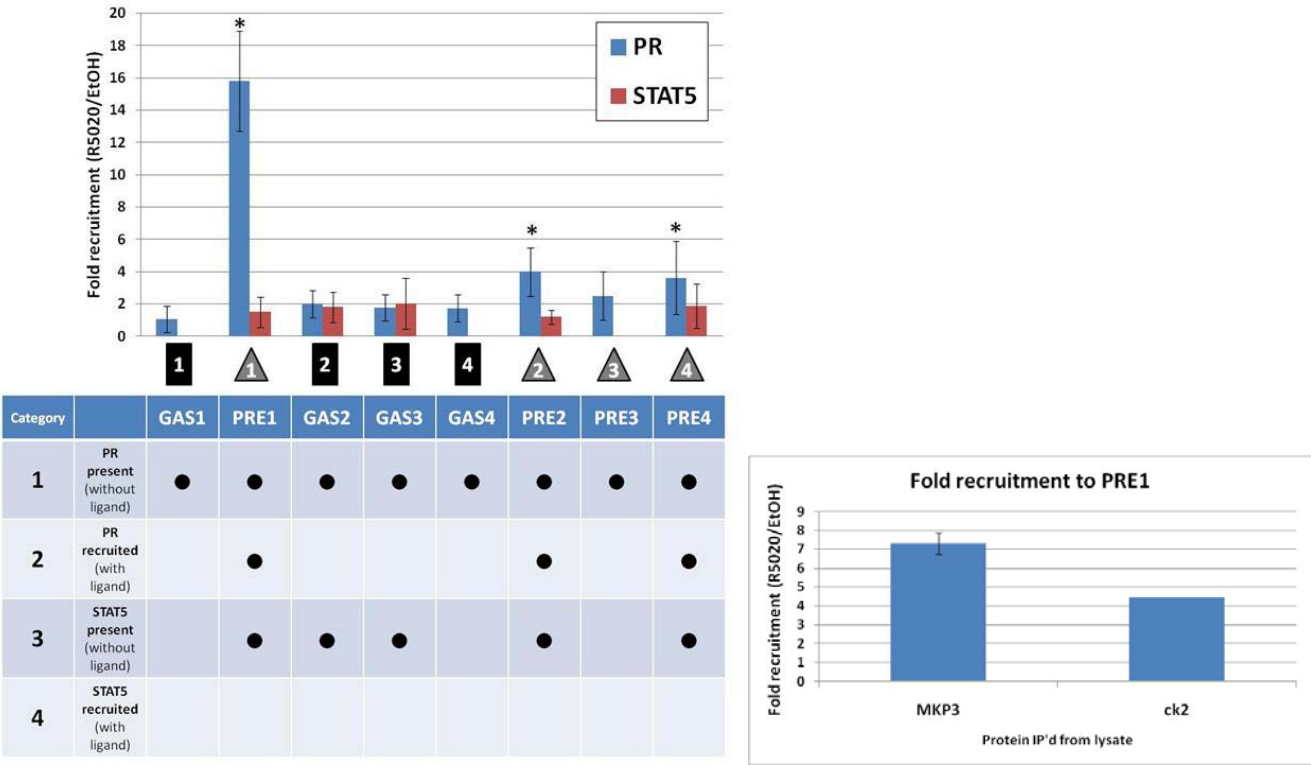 20
18
16
14
12
10
8
6
4
2
0
Fold recruitment (R5020/EtOH)
*
*
*
PR
STAT5
1 1 2 3 4 2 3 4
Category GAS1 PRE1 GAS2 GAS3 GAS4 PRE2 PRE3 PRE4
1
PR
present
(without
ligand)
2
PR
recruited
(with
ligand)
3
STAT5
present
(without
ligand)
4
STAT5
recruited
(with
ligand)
Fold recruitment to PRE1
Fold recruitment (R5020/EtOH)
9
8
7
6
5
4
3
2
1
0
MKP3 ck2
Protein IP'd from lysate